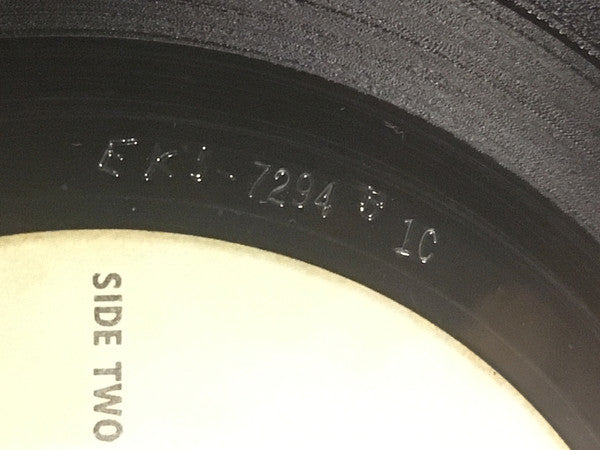 EKL-7294 B 1C
SIDE TWO